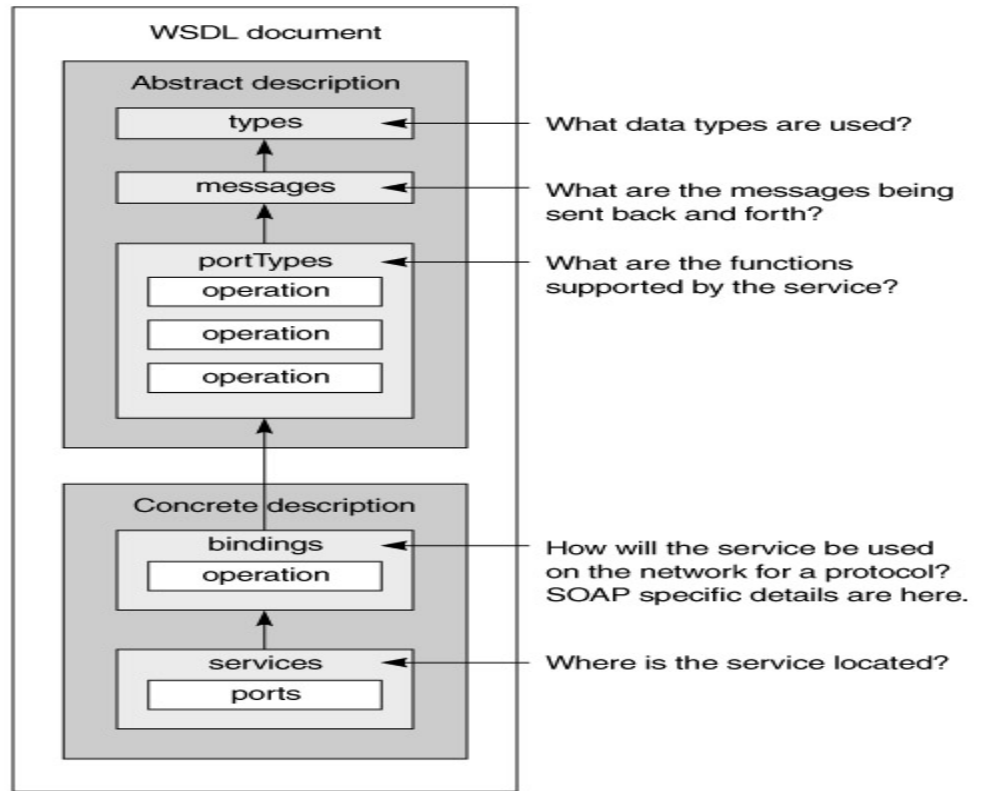 WSDL document
Abstract description
types
What data types are used?
messages
What are the messages being
sent back and forth?
portTypes
What are the functions
supported by the service?
operation
operation
operation
Concrete description
bindings
How will the service be used
on the network for a protocol?
SOAP specific details are here.
operation
services
Where is the service located?
ports